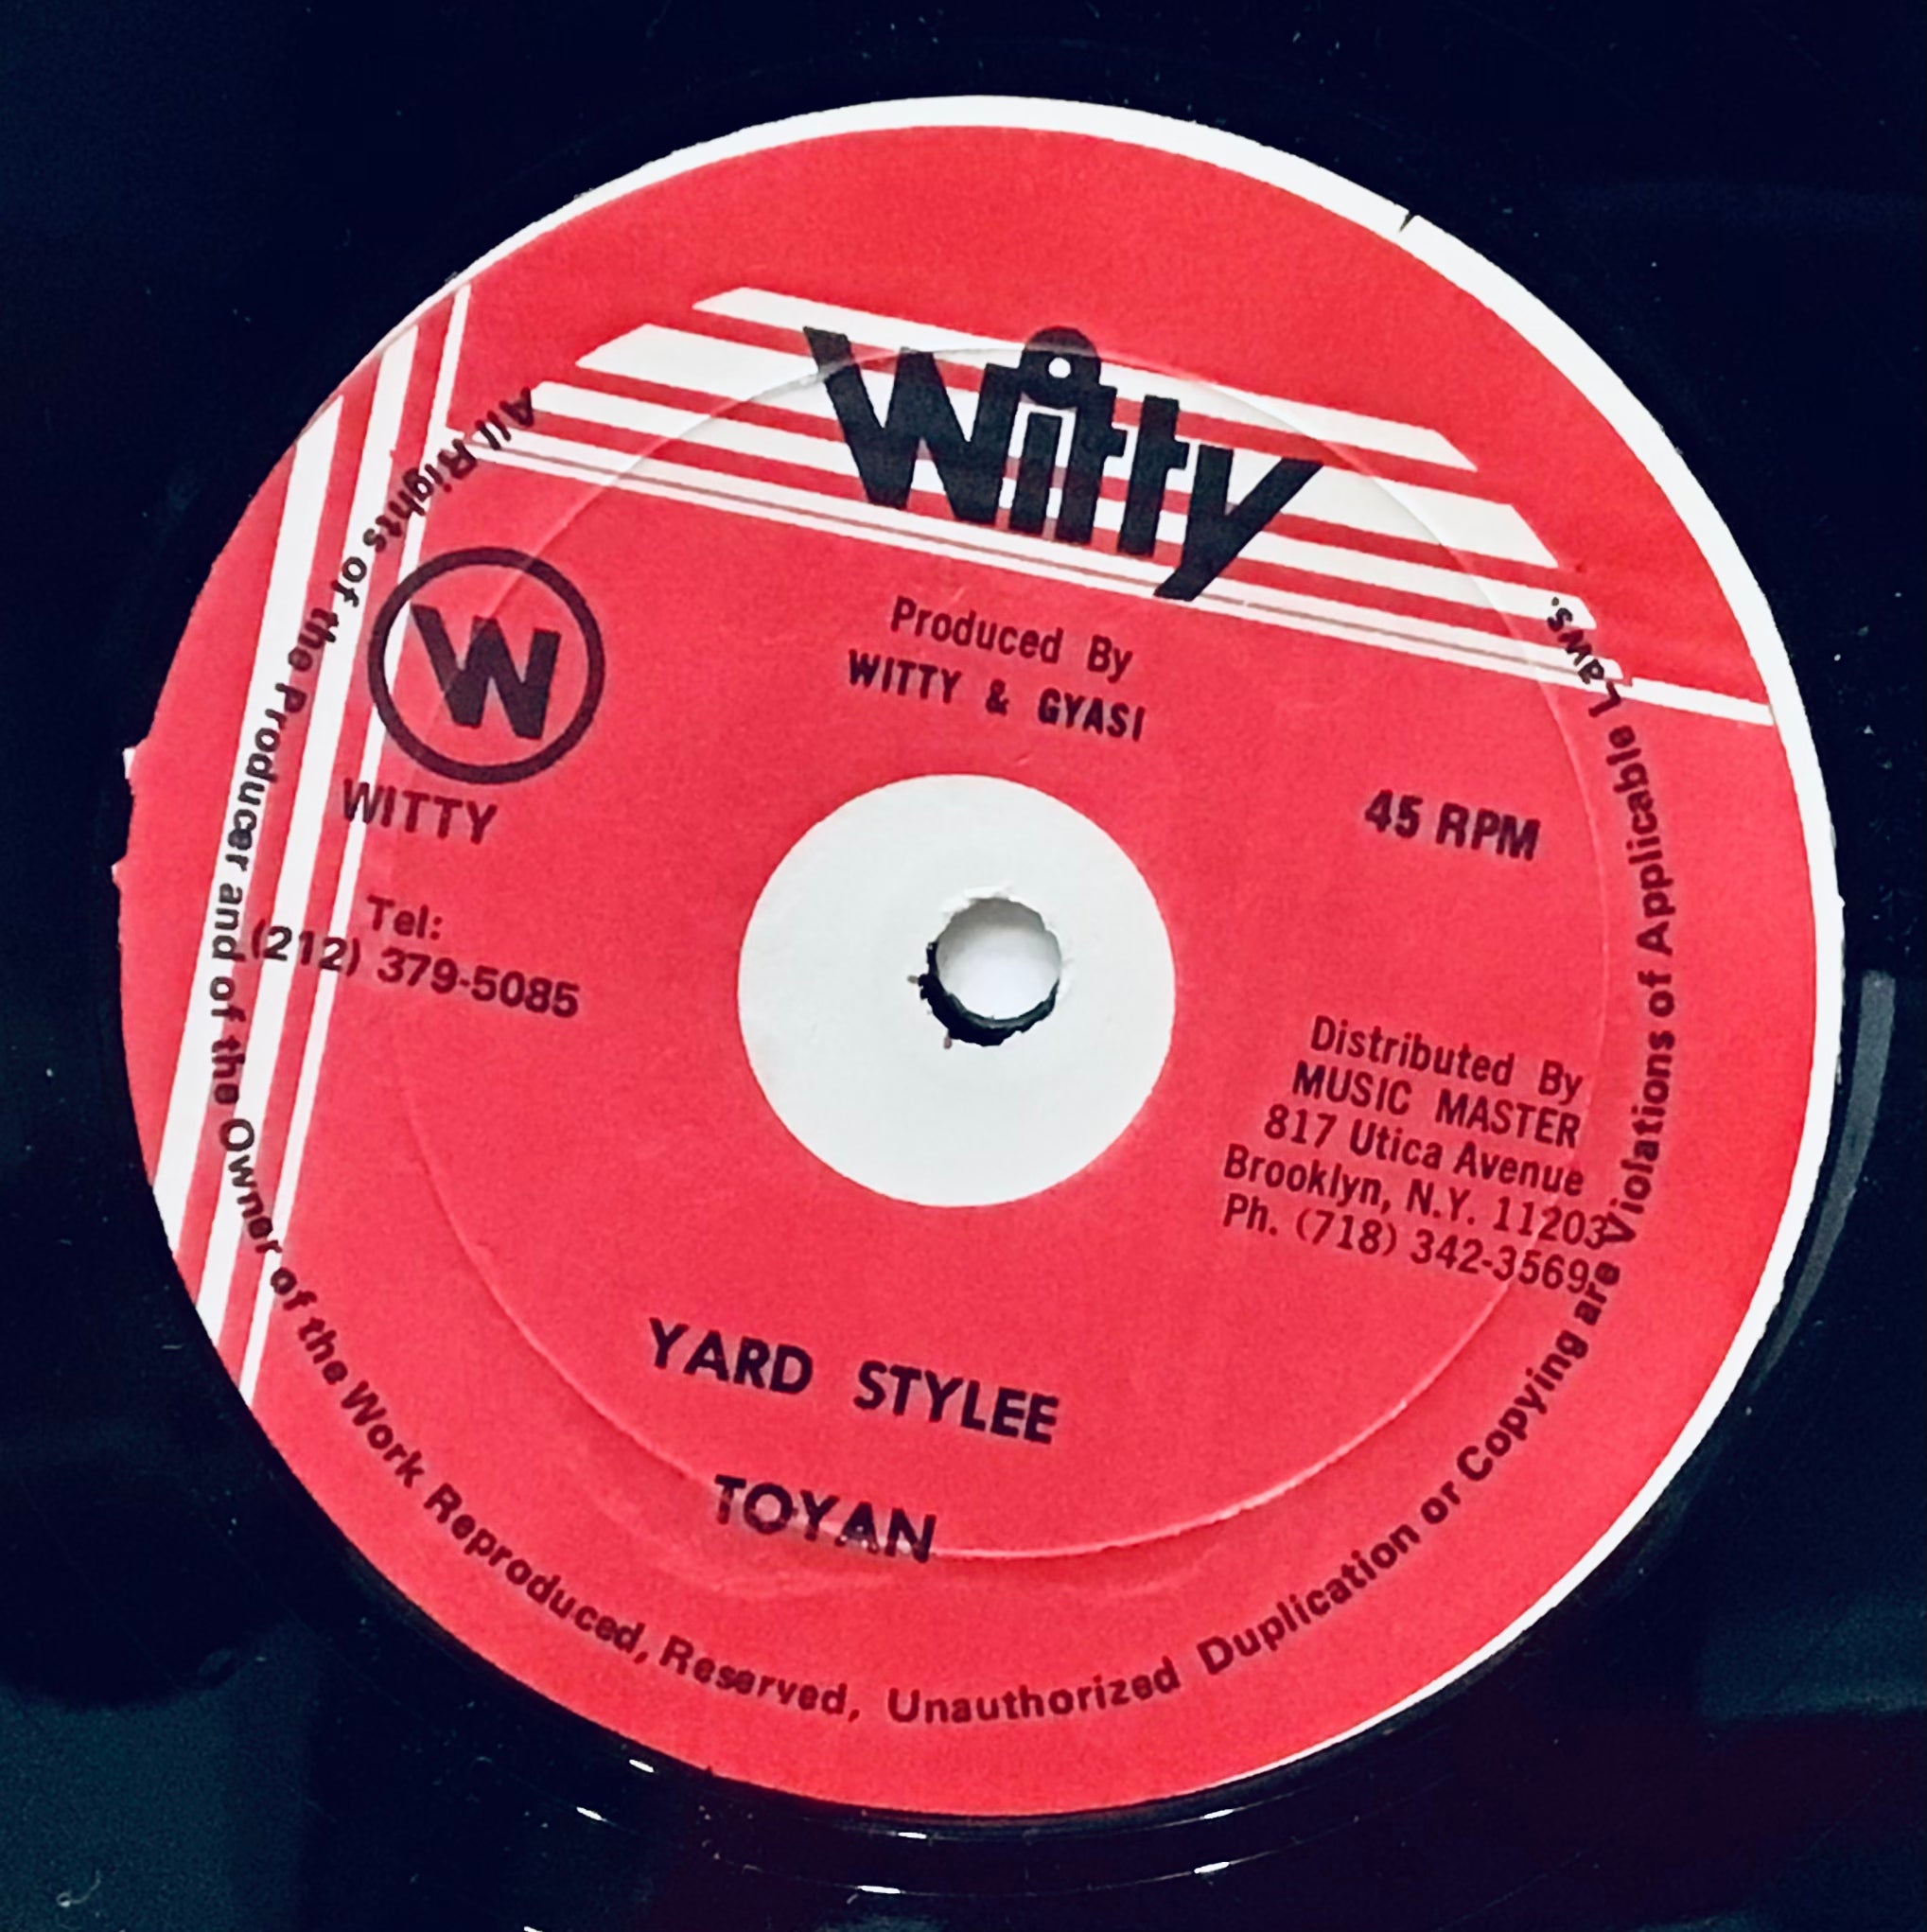 Witty
Produced By
WITTY & GYASI
W
WITTY
45 RPM
Tel:
(212) 379-5085
Distributed By
MUSIC MASTER
817 Utica Avenue
Brooklyn, N.Y. 11203
Ph. (718) 342-3569
YARD STYLEE
TOYAN
All Rights of the Producer and of the Owner of the Work Reproduced, Reserved, Unauthorized Duplication or Copying are Violations of Applicable Laws.